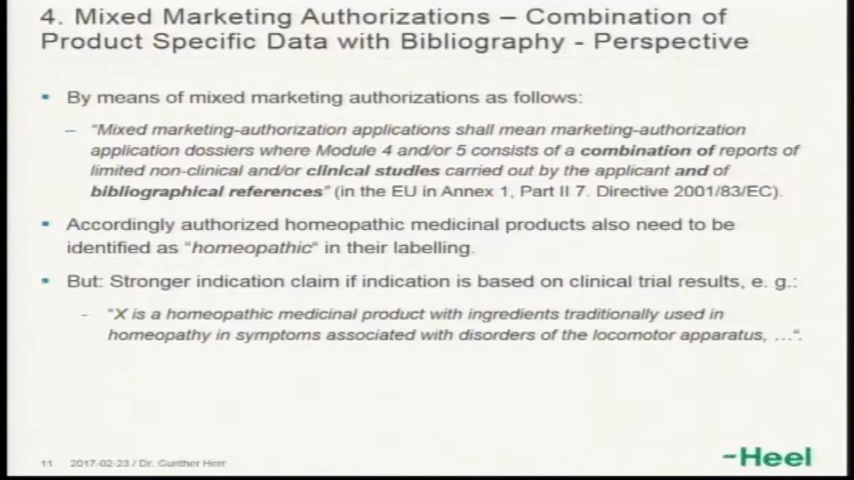 4. Mixed Marketing Authorizations – Combination of
Product Specific Data with Bibliography - Perspective
▪ By means of mixed marketing authorizations as follows:
– “Mixed marketing-authorization applications shall mean marketing-authorization
application dossiers where Module 4 and/or 5 consists of a combination of reports of
limited non-clinical and/or clinical studies carried out by the applicant and of
bibliographical references” (in the EU in Annex 1, Part II 7. Directive 2001/83/EC).
▪ Accordingly authorized homeopathic medicinal products also need to be
identified as “homeopathic“ in their labelling.
▪ But: Stronger indication claim if indication is based on clinical trial results, e. g.:
- “X is a homeopathic medicinal product with ingredients traditionally used in
homeopathy in symptoms associated with disorders of the locomotor apparatus, …“.
11 2017-02-23 / Dr. Gunther Herr
-Heel